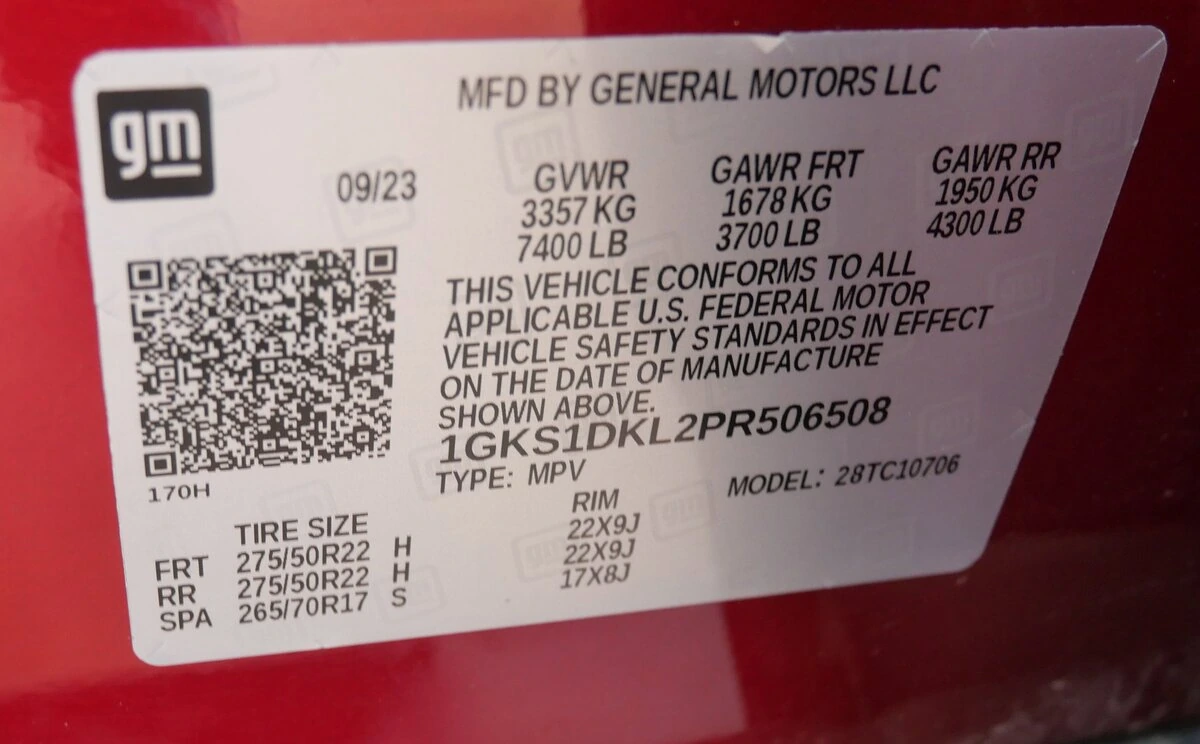 gm
MFD BY GENERAL MOTORS LLC
09/23
GVWR GAWR FRT GAWR RR
3357 KG 1678 KG 1950 KG
7400 LB 3700 LB 4300 LB
THIS VEHICLE CONFORMS TO ALL
APPLICABLE U.S. FEDERAL MOTOR
VEHICLE SAFETY STANDARDS IN EFFECT
ON THE DATE OF MANUFACTURE
SHOWN ABOVE.
1GKS1DKL2PR506508
170H
TYPE: MPV MODEL: 28TC10706
TIRE SIZE RIM
FRT 275/50R22 H 22X9J
RR 275/50R22 H 22X9J
SPA 265/70R17 S 17X8J